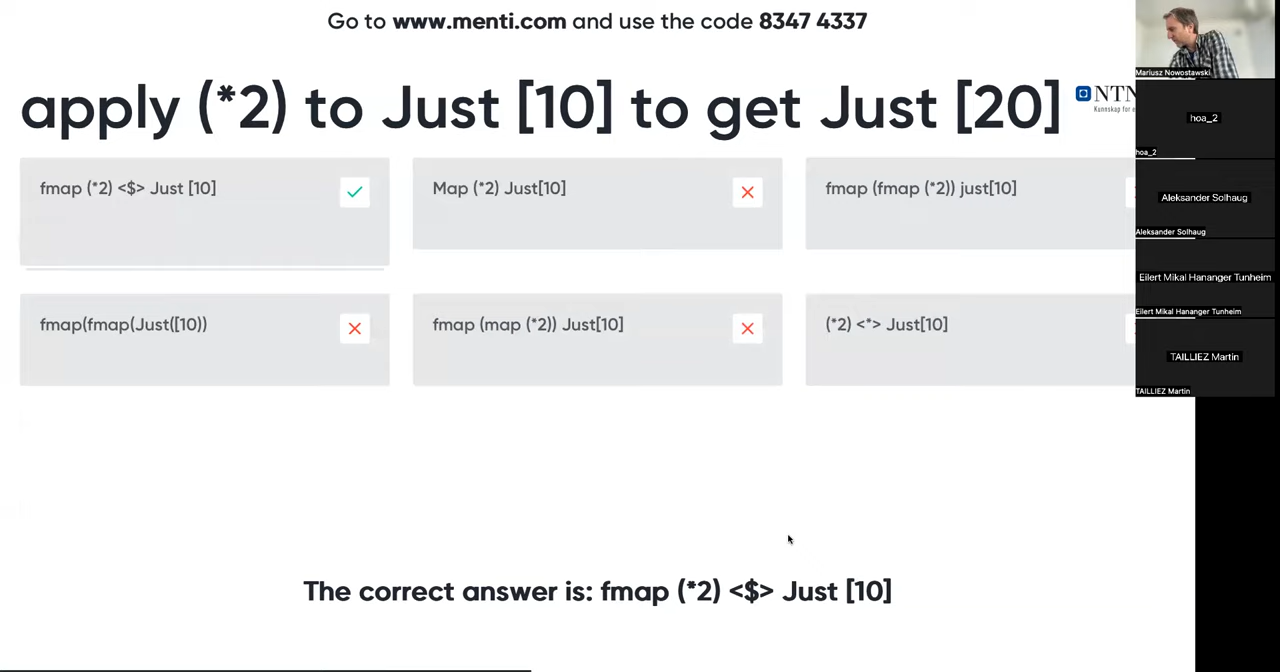 Go to www.menti.com and use the code 8347 4337
apply (*2) to Just [10] to get Just [20]
NTN
Kunnskap for e
fmap (*2) <$> Just [10]
Map (*2) Just[10]
fmap (fmap (*2)) just[10]
fmap(fmap(Just([10))
fmap (map (*2)) Just[10]
(*2) <*> Just[10]
The correct answer is: fmap (*2) <$> Just [10]
Mariusz Nowostawski
hoa_2
hoa_2
Aleksander Solhaug
Aleksander Solhaug
Eilert Mikal Hananger Tunheim
Eilert Mikal Hananger Tunheim
TAILLIEZ Martin
TAILLIEZ Martin